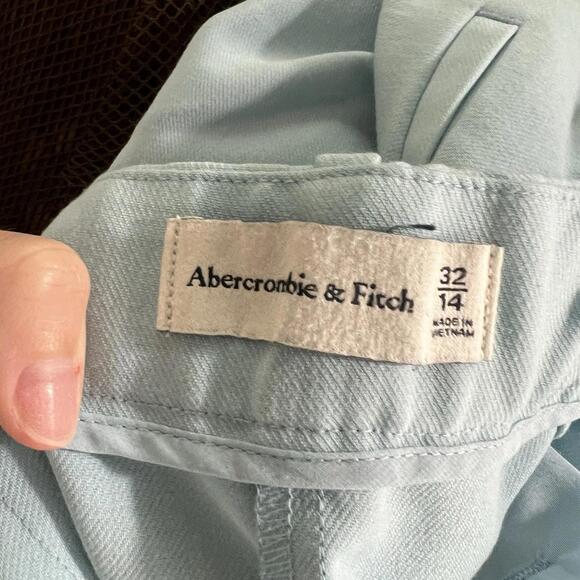 Abercrombie & Fitch
32
14
MADE IN
VIETNAM